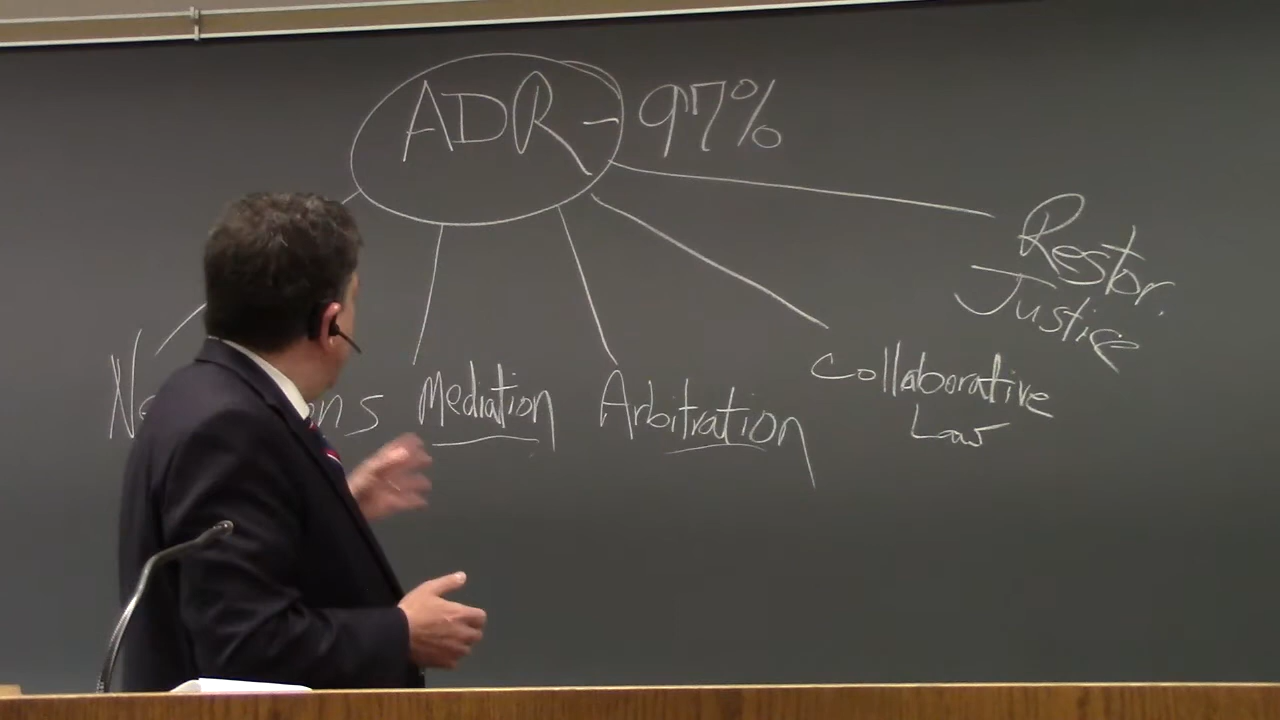 ADR - 97%
Restor.
Justice
Mediation Arbitration
Collaborative
Law